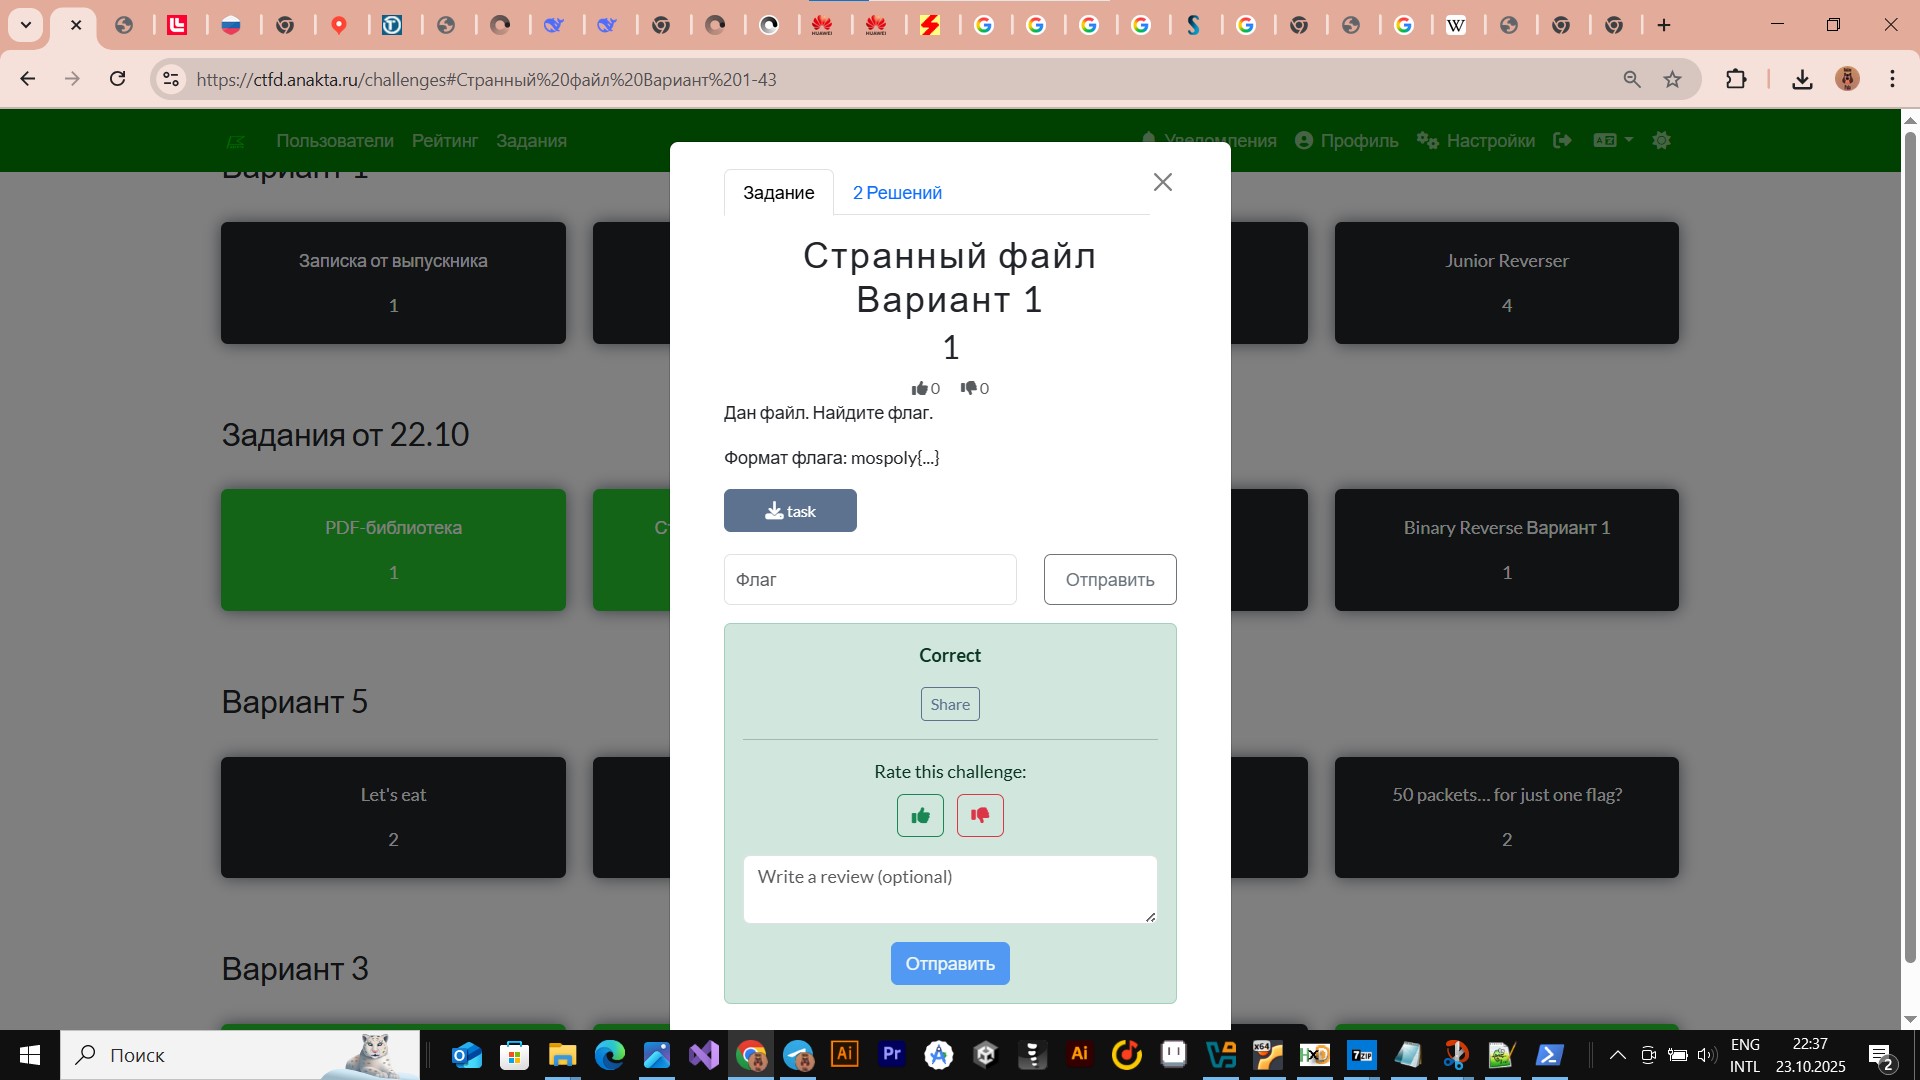 https://ctfd.anakta.ru/challenges#Странный%20файл%20Вариант%201-43
Пользователи Рейтинг Задания Уведомления Профиль Настройки
Вариант 1
Задание 2 Решений
Странный файл
Вариант 1
1
0 0
Дан файл. Найдите флаг.
Формат флага: mospoly{...}
task
Флаг Отправить
Correct
Share
Rate this challenge:
Write a review (optional)
Отправить
Записка от выпускника
1
Junior Reverser
4
Задания от 22.10
PDF-библиотека
1
Binary Reverse Вариант 1
1
Вариант 5
Let's eat
2
50 packets... for just one flag?
2
Вариант 3
Поиск
ENG
INTL
22:37
23.10.2025
2